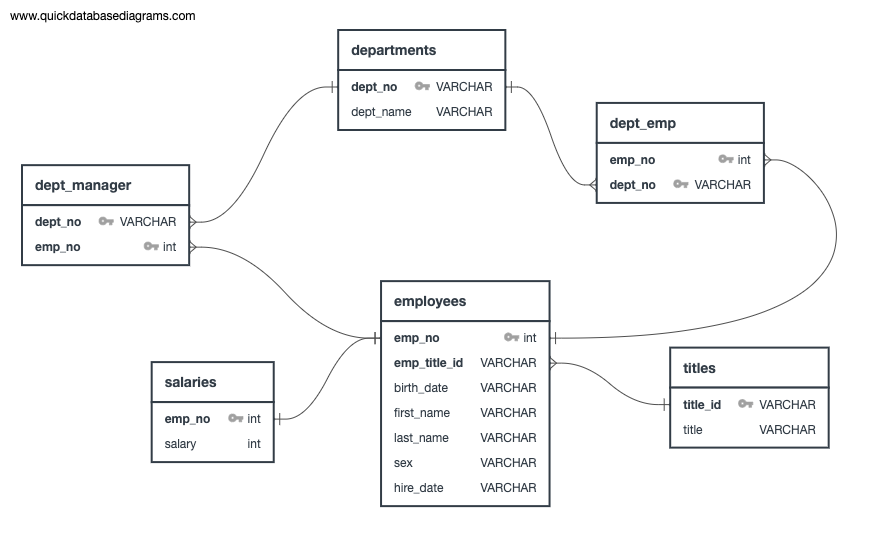 www.quickdatabasediagrams.com
departments
dept_no VARCHAR
dept_name VARCHAR
dept_emp
emp_no int
dept_no VARCHAR
dept_manager
dept_no VARCHAR
emp_no int
employees
emp_no int
emp_title_id VARCHAR
birth_date VARCHAR
first_name VARCHAR
last_name VARCHAR
sex VARCHAR
hire_date VARCHAR
salaries
emp_no int
salary int
titles
title_id VARCHAR
title VARCHAR